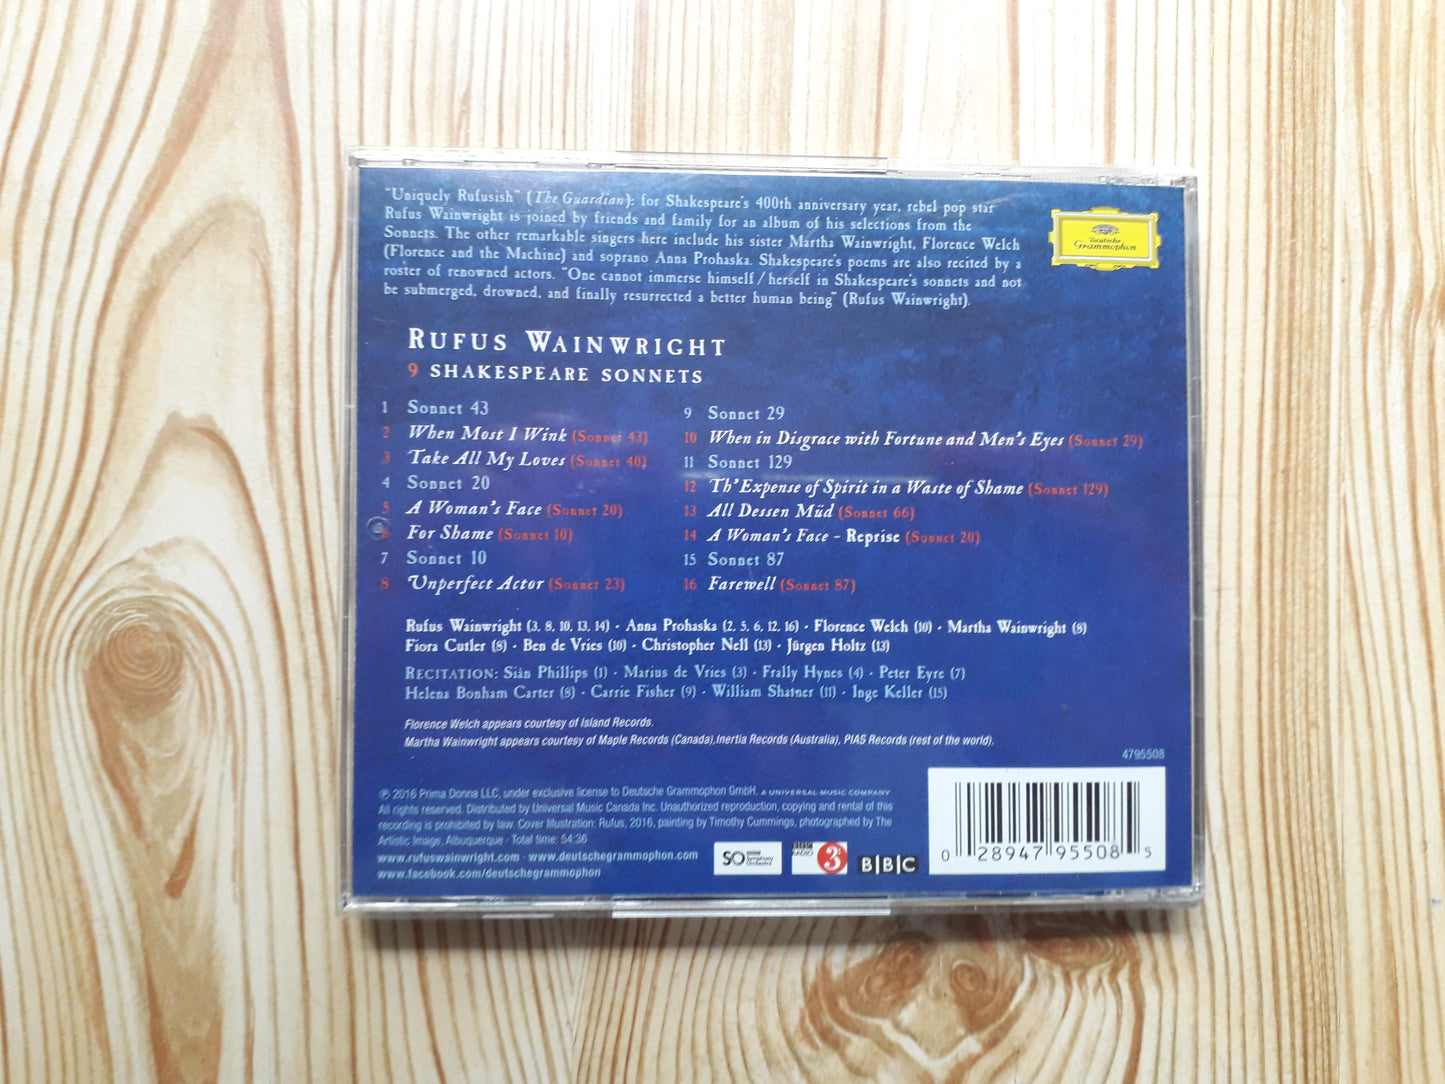 "Uniquely Rufusish" (The Guardian): for Shakespeare's 400th anniversary year, rebel pop star
Rufus Wainwright is joined by friends and family for an album of his selections from the
Sonnets. The other remarkable singers here include his sister Martha Wainwright, Florence Welch
(Florence and the Machine) and soprano Anna Prohaska. Shakespeare's poems are also recited by a
roster of renowned actors. "One cannot immerse himself/herself in Shakespeare's sonnets and not
be submerged, drowned, and finally resurrected a better human being" (Rufus Wainwright).
Deutsche
Grammophon
RUFUS WAINWRIGHT
9 SHAKESPEARE SONNETS
1 Sonnet 43
2 When Most I Wink (Sonnet 43)
3 Take All My Loves (Sonnet 40)
4 Sonnet 20
5 A Woman's Face (Sonnet 20)
6 For Shame (Sonnet 10)
7 Sonnet 10
8 Unperfect Actor (Sonnet 23)
9 Sonnet 29
10 When in Disgrace with Fortune and Men's Eyes (Sonnet 29)
11 Sonnet 129
12 Th'Expense of Spirit in a Waste of Shame (Sonnet 129)
13 All Dessen Müd (Sonnet 66)
14 A Woman's Face – Reprise (Sonnet 20)
15 Sonnet 87
16 Farewell (Sonnet 87)
Rufus Wainwright (3, 8, 10, 13, 14) · Anna Prohaska (2, 5, 6, 12, 16) · Florence Welch (10) · Martha Wainwright (8)
Fiora Cutler (8) · Ben de Vries (10) · Christopher Nell (13) · Jürgen Holtz (13)
RECITATION: Siân Phillips (1) · Marius de Vries (3) · Frally Hynes (4) · Peter Eyre (7)
Helena Bonham Carter (8) · Carrie Fisher (9) · William Shatner (11) · Inge Keller (15)
Florence Welch appears courtesy of Island Records.
Martha Wainwright appears courtesy of Maple Records (Canada),Inertia Records (Australia), PIAS Records (rest of the world).
4795508
℗ 2016 Prima Donna LLC, under exclusive license to Deutsche Grammophon GmbH, A UNIVERSAL MUSIC COMPANY
All rights reserved. Distributed by Universal Music Canada Inc. Unauthorized reproduction, copying and rental of this
recording is prohibited by law. Cover Illustration: Rufus, 2016, painting by Timothy Cummings, photographed by The
Artistic Image, Albuquerque · Total time: 54:36
www.rufuswainwright.com · www.deutschegrammophon.com
www.facebook.com/deutschegrammophon
SO BBC
Symphony
Orchestra
BBC
RADIO 3
BBC
0 28947 95508 5